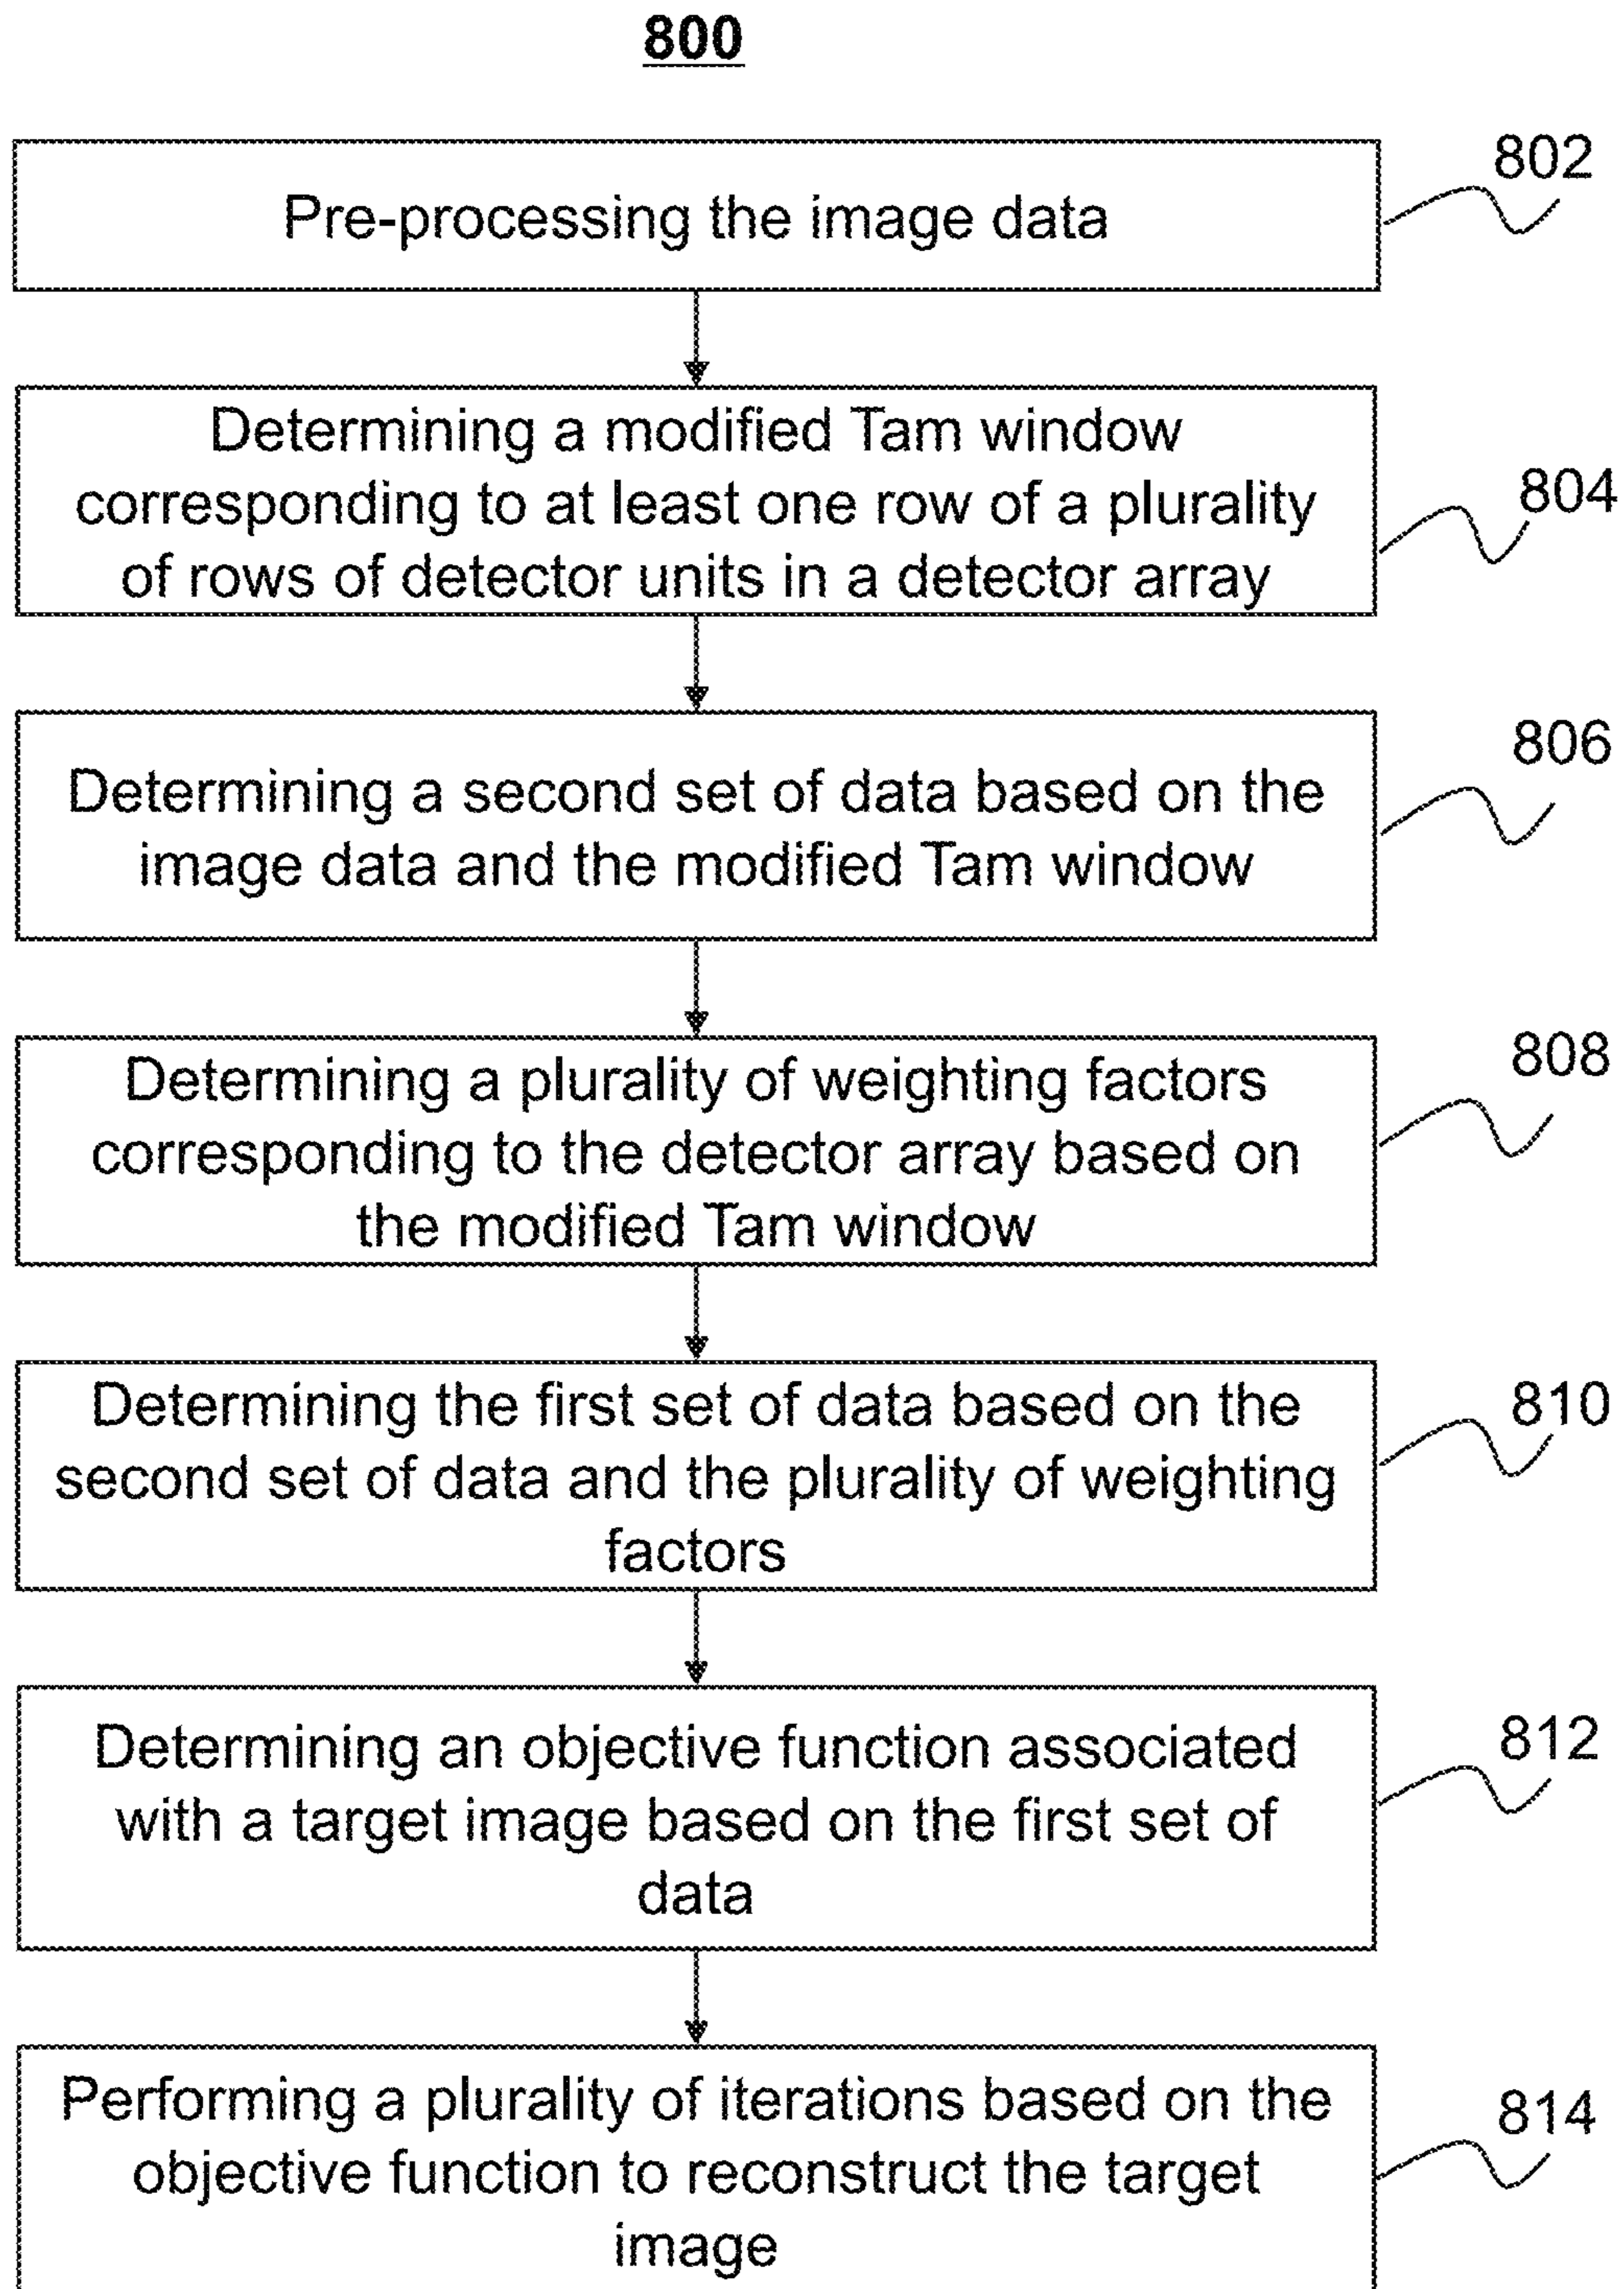 800
Pre-processing the image data
802
Determining a modified Tam window
corresponding to at least one row of a plurality
of rows of detector units in a detector array
804
Determining a second set of data based on the
image data and the modified Tam window
806
Determining a plurality of weighting factors
corresponding to the detector array based on
the modified Tam window
808
Determining the first set of data based on the
second set of data and the plurality of weighting
factors
810
Determining an objective function associated
with a target image based on the first set of
data
812
Performing a plurality of iterations based on the
objective function to reconstruct the target
image
814